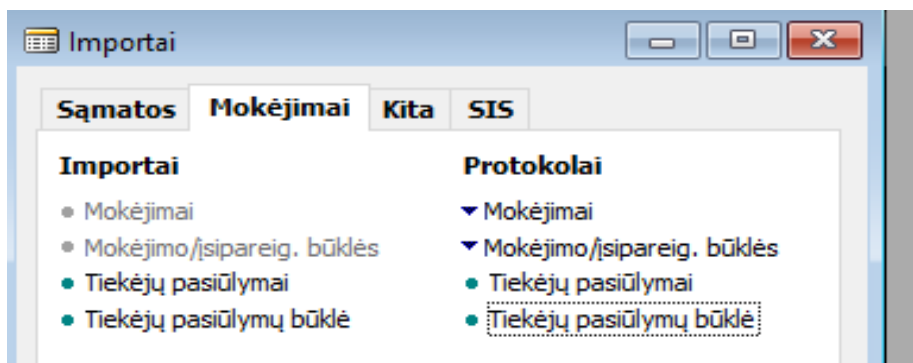 Importai
Sąmatos Mokėjimai Kita SIS
Importai
Mokėjimai
Mokėjimo/įsipareig. būklės
Tiekėjų pasiūlymai
Tiekėjų pasiūlymų būklė
Protokolai
Mokėjimai
Mokėjimo/įsipareig. būklės
Tiekėjų pasiūlymai
Tiekėjų pasiūlymų būklė